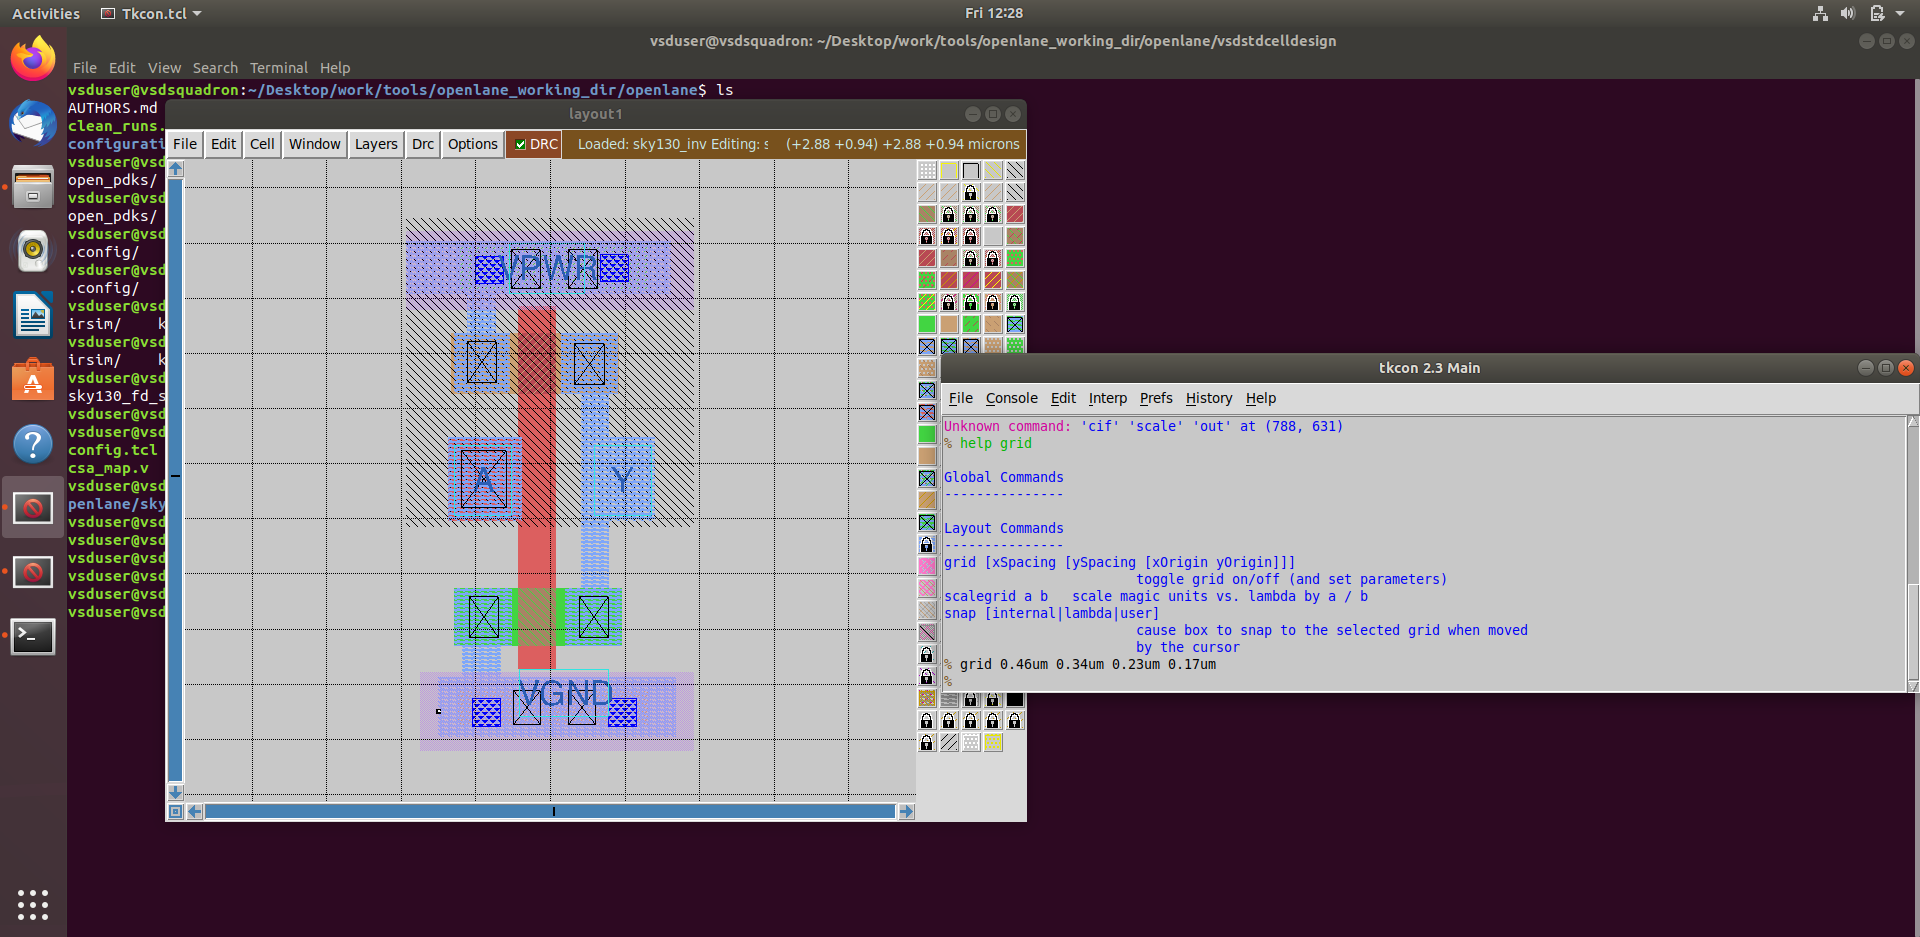 Activities Tkcon.tcl Fri 12:28
vsduser@vsdsquadron: ~/Desktop/work/tools/openlane_working_dir/openlane/vsdstdcelldesign
File Edit View Search Terminal Help
vsduser@vsdsquadron:~/Desktop/work/tools/openlane_working_dir/openlane$ ls
AUTHORS.md
clean_runs.
configurati
vsduser@vsd
open_pdks/
vsduser@vsd
open_pdks/
vsduser@vsd
.config/
vsduser@vsd
.config/
vsduser@vsd
irsim/ k
vsduser@vsd
irsim/ k
vsduser@vsd
sky130_fd_s
vsduser@vsd
vsduser@vsd
config.tcl
csa_map.v
vsduser@vsd
penlane/sky
vsduser@vsd
vsduser@vsd
vsduser@vsd
vsduser@vsd
vsduser@vsd
vsduser@vsd
layout1
File Edit Cell Window Layers Drc Options DRC Loaded: sky130_inv Editing: s (+2.88 +0.94) +2.88 +0.94 microns
VPWR
A
Y
VGND
tkcon 2.3 Main
File Console Edit Interp Prefs History Help
Unknown command: 'cif' 'scale' 'out' at (788, 631)
% help grid
Global Commands
---------------
Layout Commands
---------------
grid [xSpacing [ySpacing [xOrigin yOrigin]]]
toggle grid on/off (and set parameters)
scalegrid a b scale magic units vs. lambda by a / b
snap [internal|lambda|user]
cause box to snap to the selected grid when moved
by the cursor
% grid 0.46um 0.34um 0.23um 0.17um
%